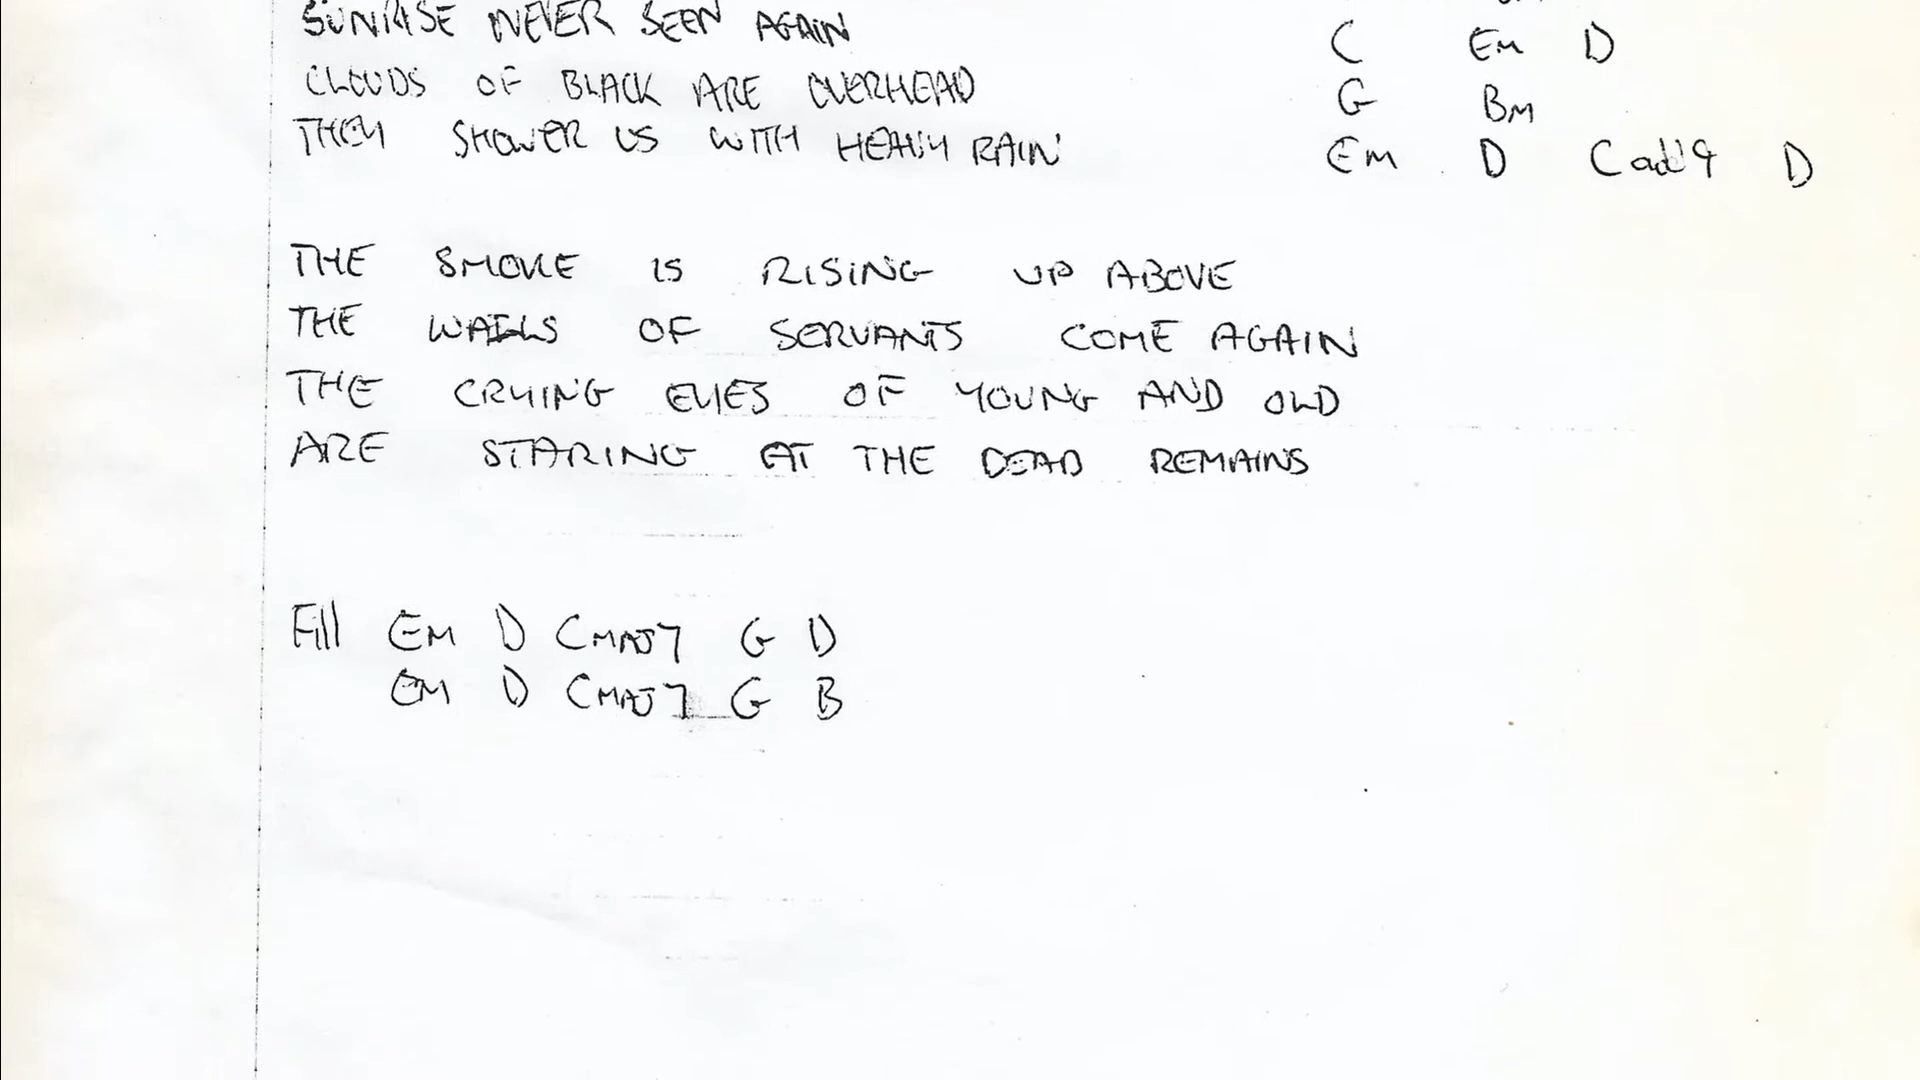 SUNRISE NEVER SEEN AGAIN C Em D
CLOUDS OF BLACK ARE OVERHEAD G Bm
THEY SHOWER US WITH HEAVY RAIN Em D Cadd9 D
THE SMOKE IS RISING UP ABOVE
THE WAILS OF SERVANTS COME AGAIN
THE CRYING EYES OF YOUNG AND OLD
ARE STARING AT THE DEAD REMAINS
Fill Em D CMAJ7 G D
Em D CMAJ7 G B